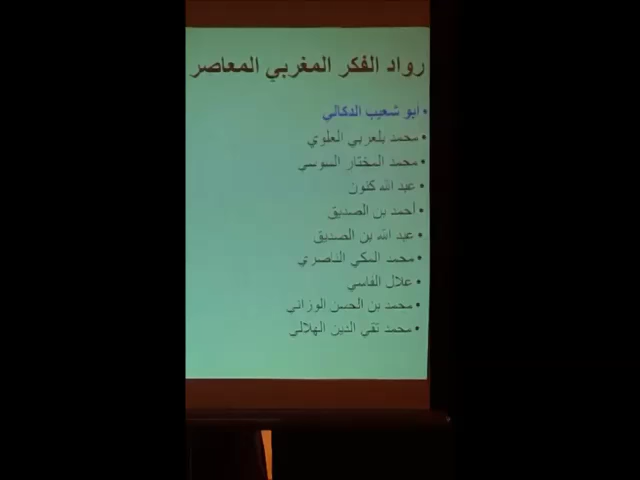 رواد الفكر المغربي المعاصر
• أبو شعيب الدكالي
• محمد بلعربي العلوي
• محمد المختار السوسي
• عبد الله كنون
• أحمد بن الصديق
• عبد الله بن الصديق
• محمد المكي الناصري
• علال الفاسي
• محمد بن الحسن الوزاني
• محمد تقي الدين الهلالي